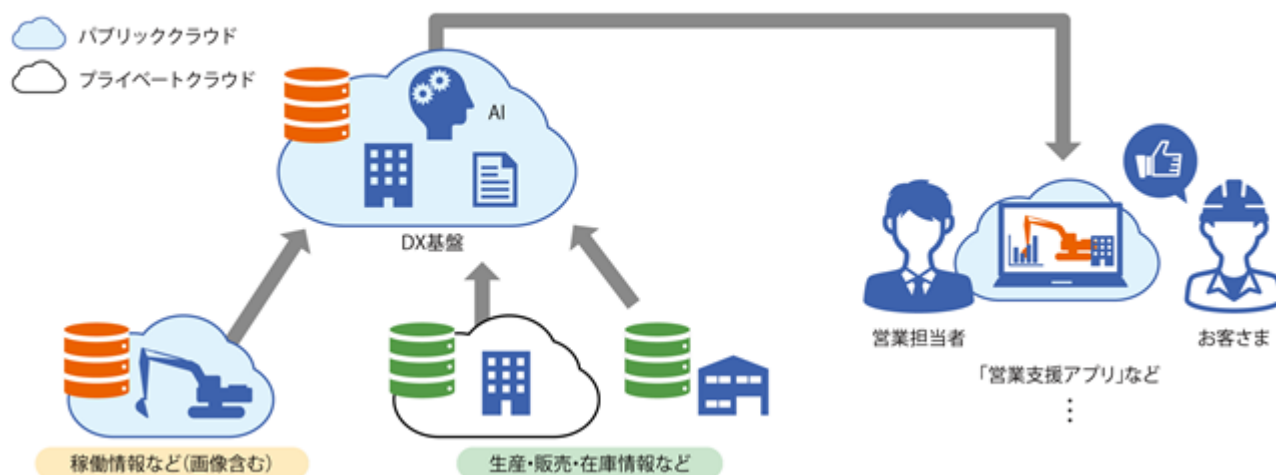 パブリッククラウド
プライベートクラウド
AI
DX基盤
営業担当者
お客さま
「営業支援アプリ」など
⋮
稼働情報など(画像含む)
生産・販売・在庫情報など